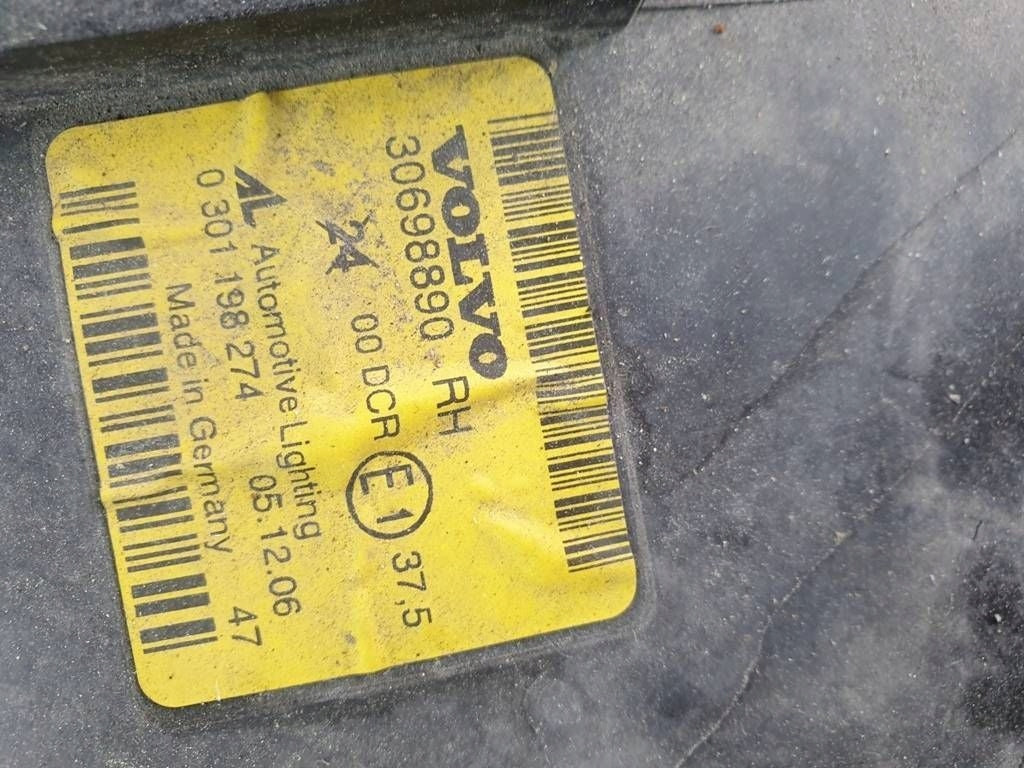 VOLVO
30698890 RH
24 00 DCR E1 37,5
AL Automotive Lighting
0 301 198 274 05.12.06 47
Made in Germany